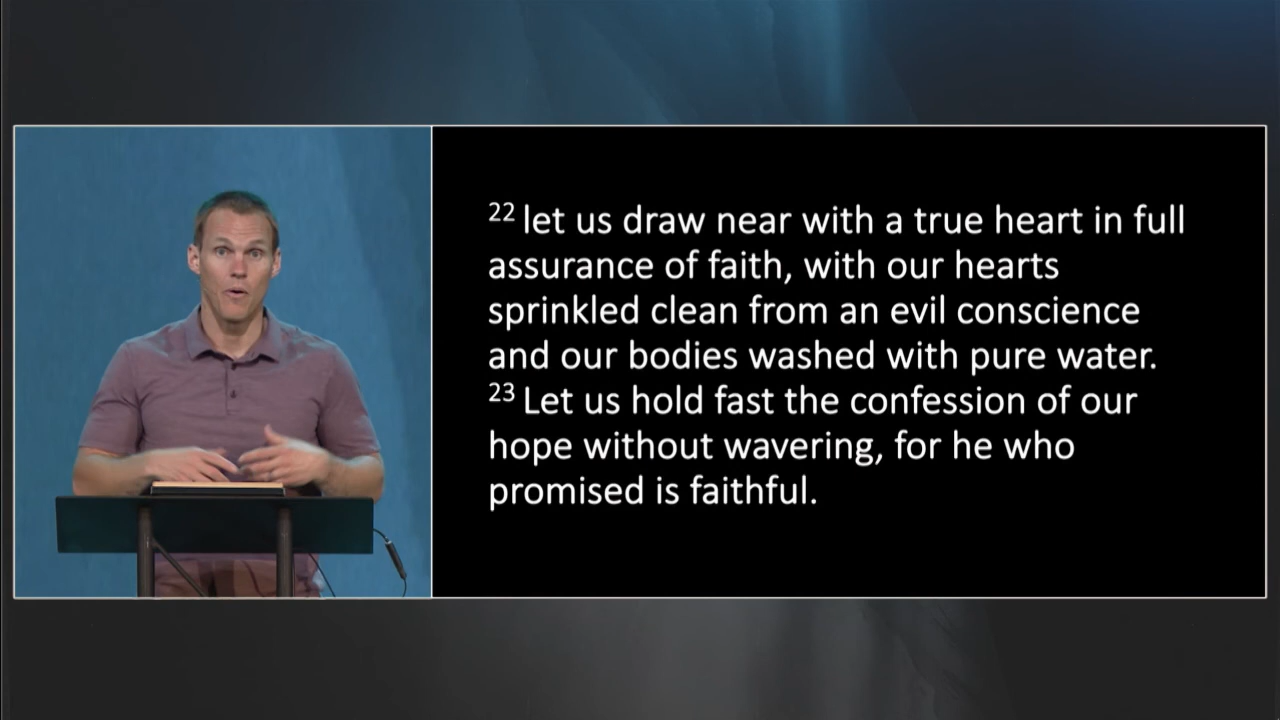 22 let us draw near with a true heart in full
assurance of faith, with our hearts
sprinkled clean from an evil conscience
and our bodies washed with pure water.
23 Let us hold fast the confession of our
hope without wavering, for he who
promised is faithful.